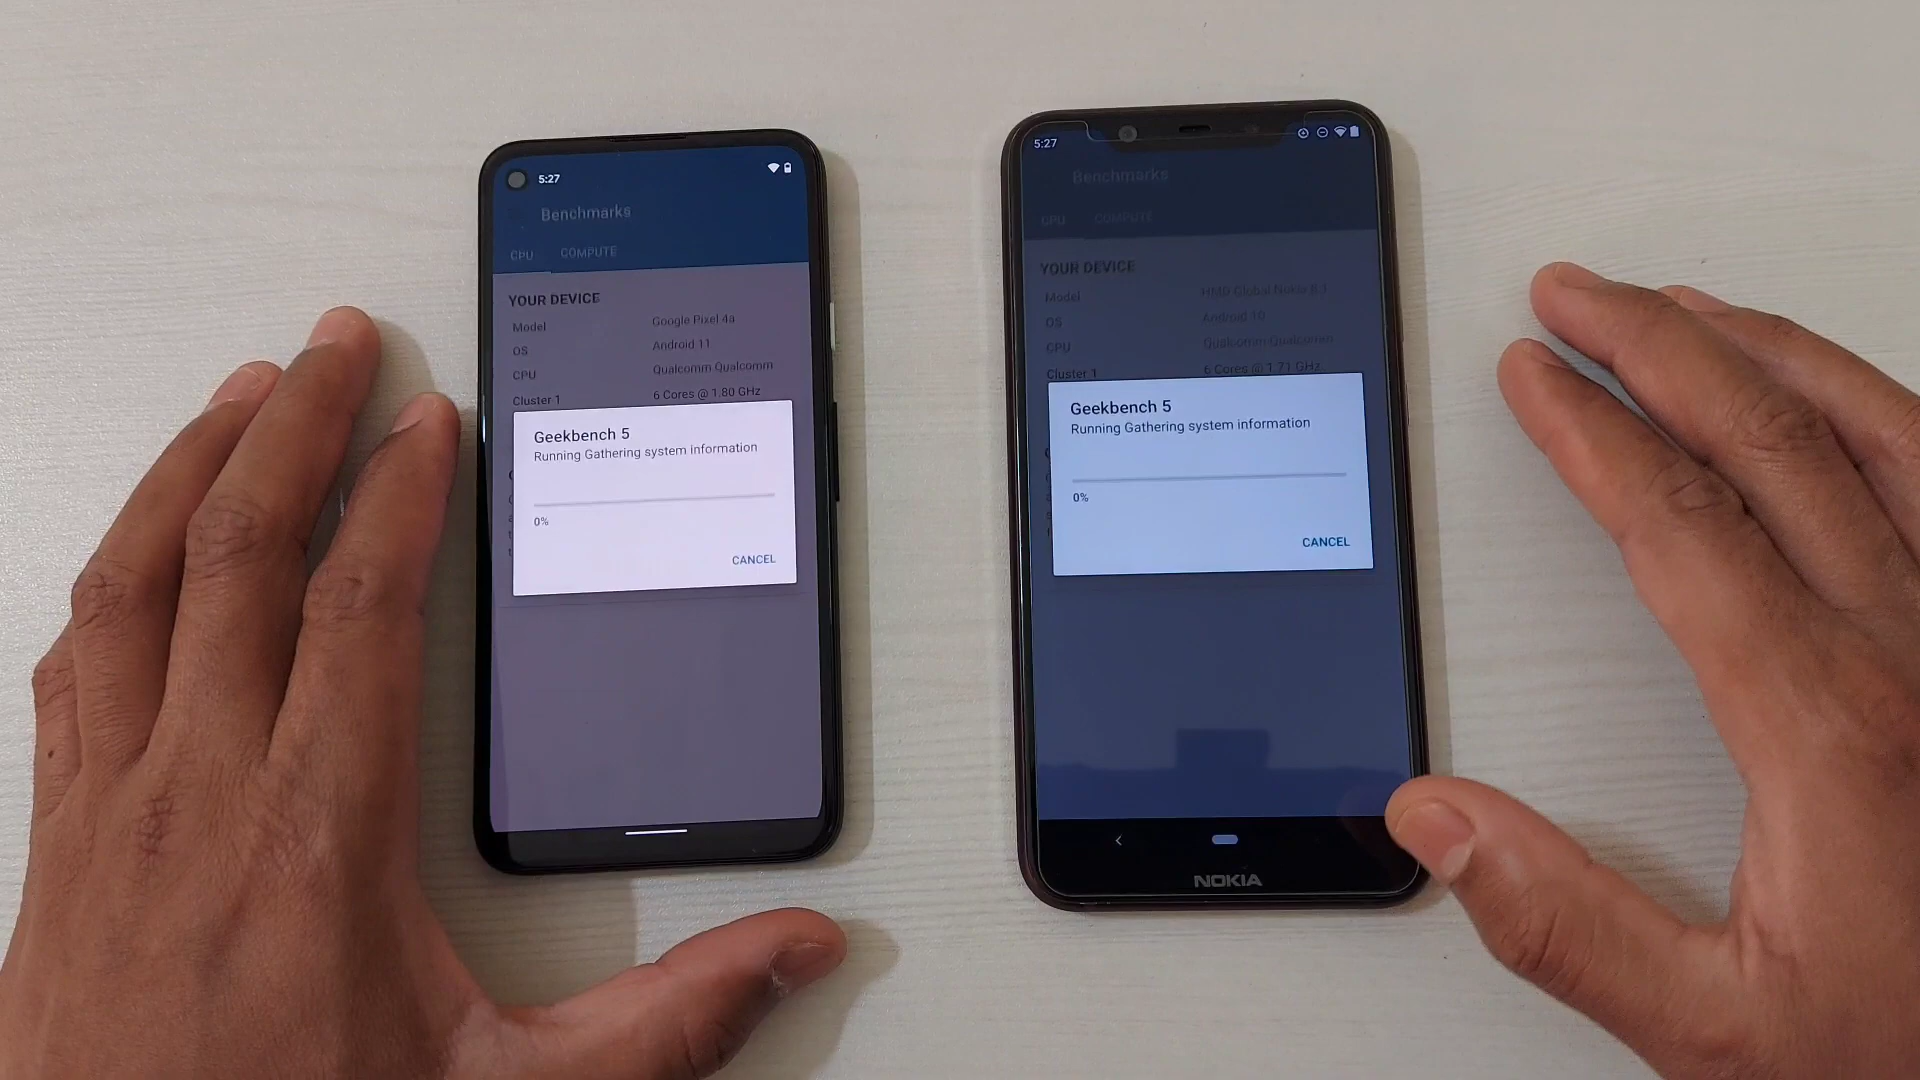 5:27
Benchmarks
CPU COMPUTE
YOUR DEVICE
Model Google Pixel 4a
OS Android 11
CPU Qualcomm Qualcomm
Cluster 1 6 Cores @ 1.80 GHz
Geekbench 5
Running Gathering system information
0%
CANCEL
5:27
Benchmarks
CPU COMPUTE
YOUR DEVICE
Model HMD Global Nokia 8.1
OS Android 10
CPU Qualcomm Qualcomm
Cluster 1 6 Cores @ 1.71 GHz
Geekbench 5
Running Gathering system information
0%
CANCEL
NOKIA